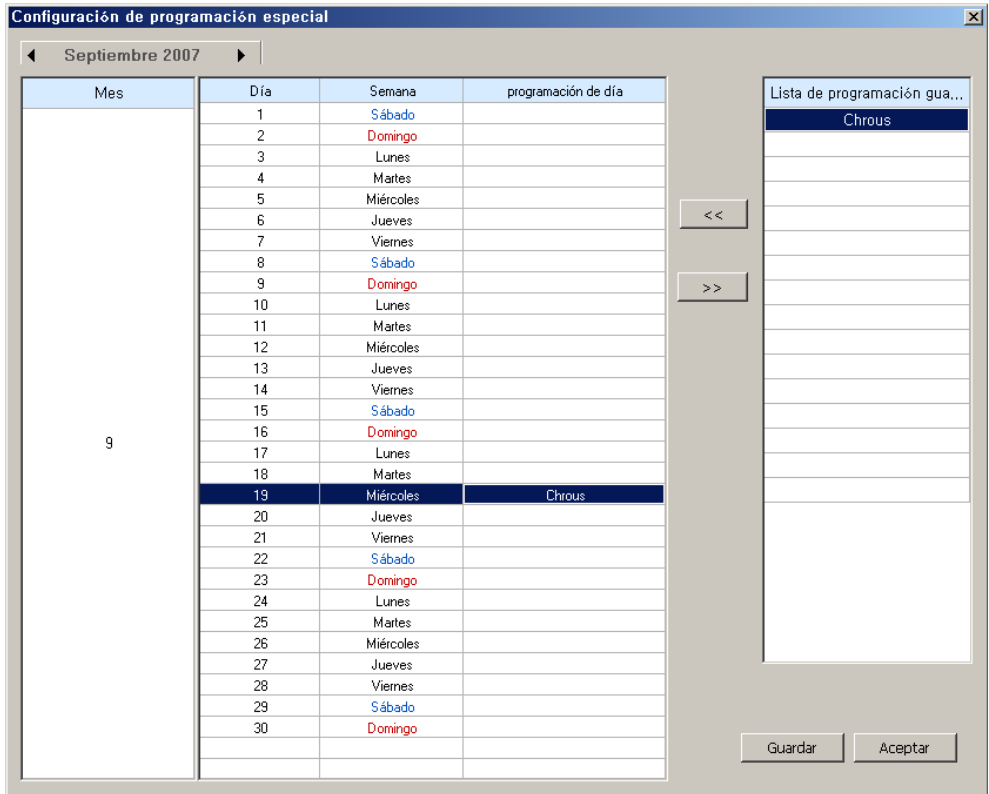 Configuración de programación especial
Septiembre 2007
Mes Día Semana programación de día Lista de programación gua...
1 Sábado Chrous
2 Domingo
3 Lunes
4 Martes
5 Miércoles
6 Jueves
<<
7 Viernes
8 Sábado
9 Domingo
>>
10 Lunes
11 Martes
12 Miércoles
13 Jueves
14 Viernes
15 Sábado
16 Domingo
9
17 Lunes
18 Martes
19 Miércoles Chrous
20 Jueves
21 Viernes
22 Sábado
23 Domingo
24 Lunes
25 Martes
26 Miércoles
27 Jueves
28 Viernes
29 Sábado
30 Domingo
Guardar Aceptar